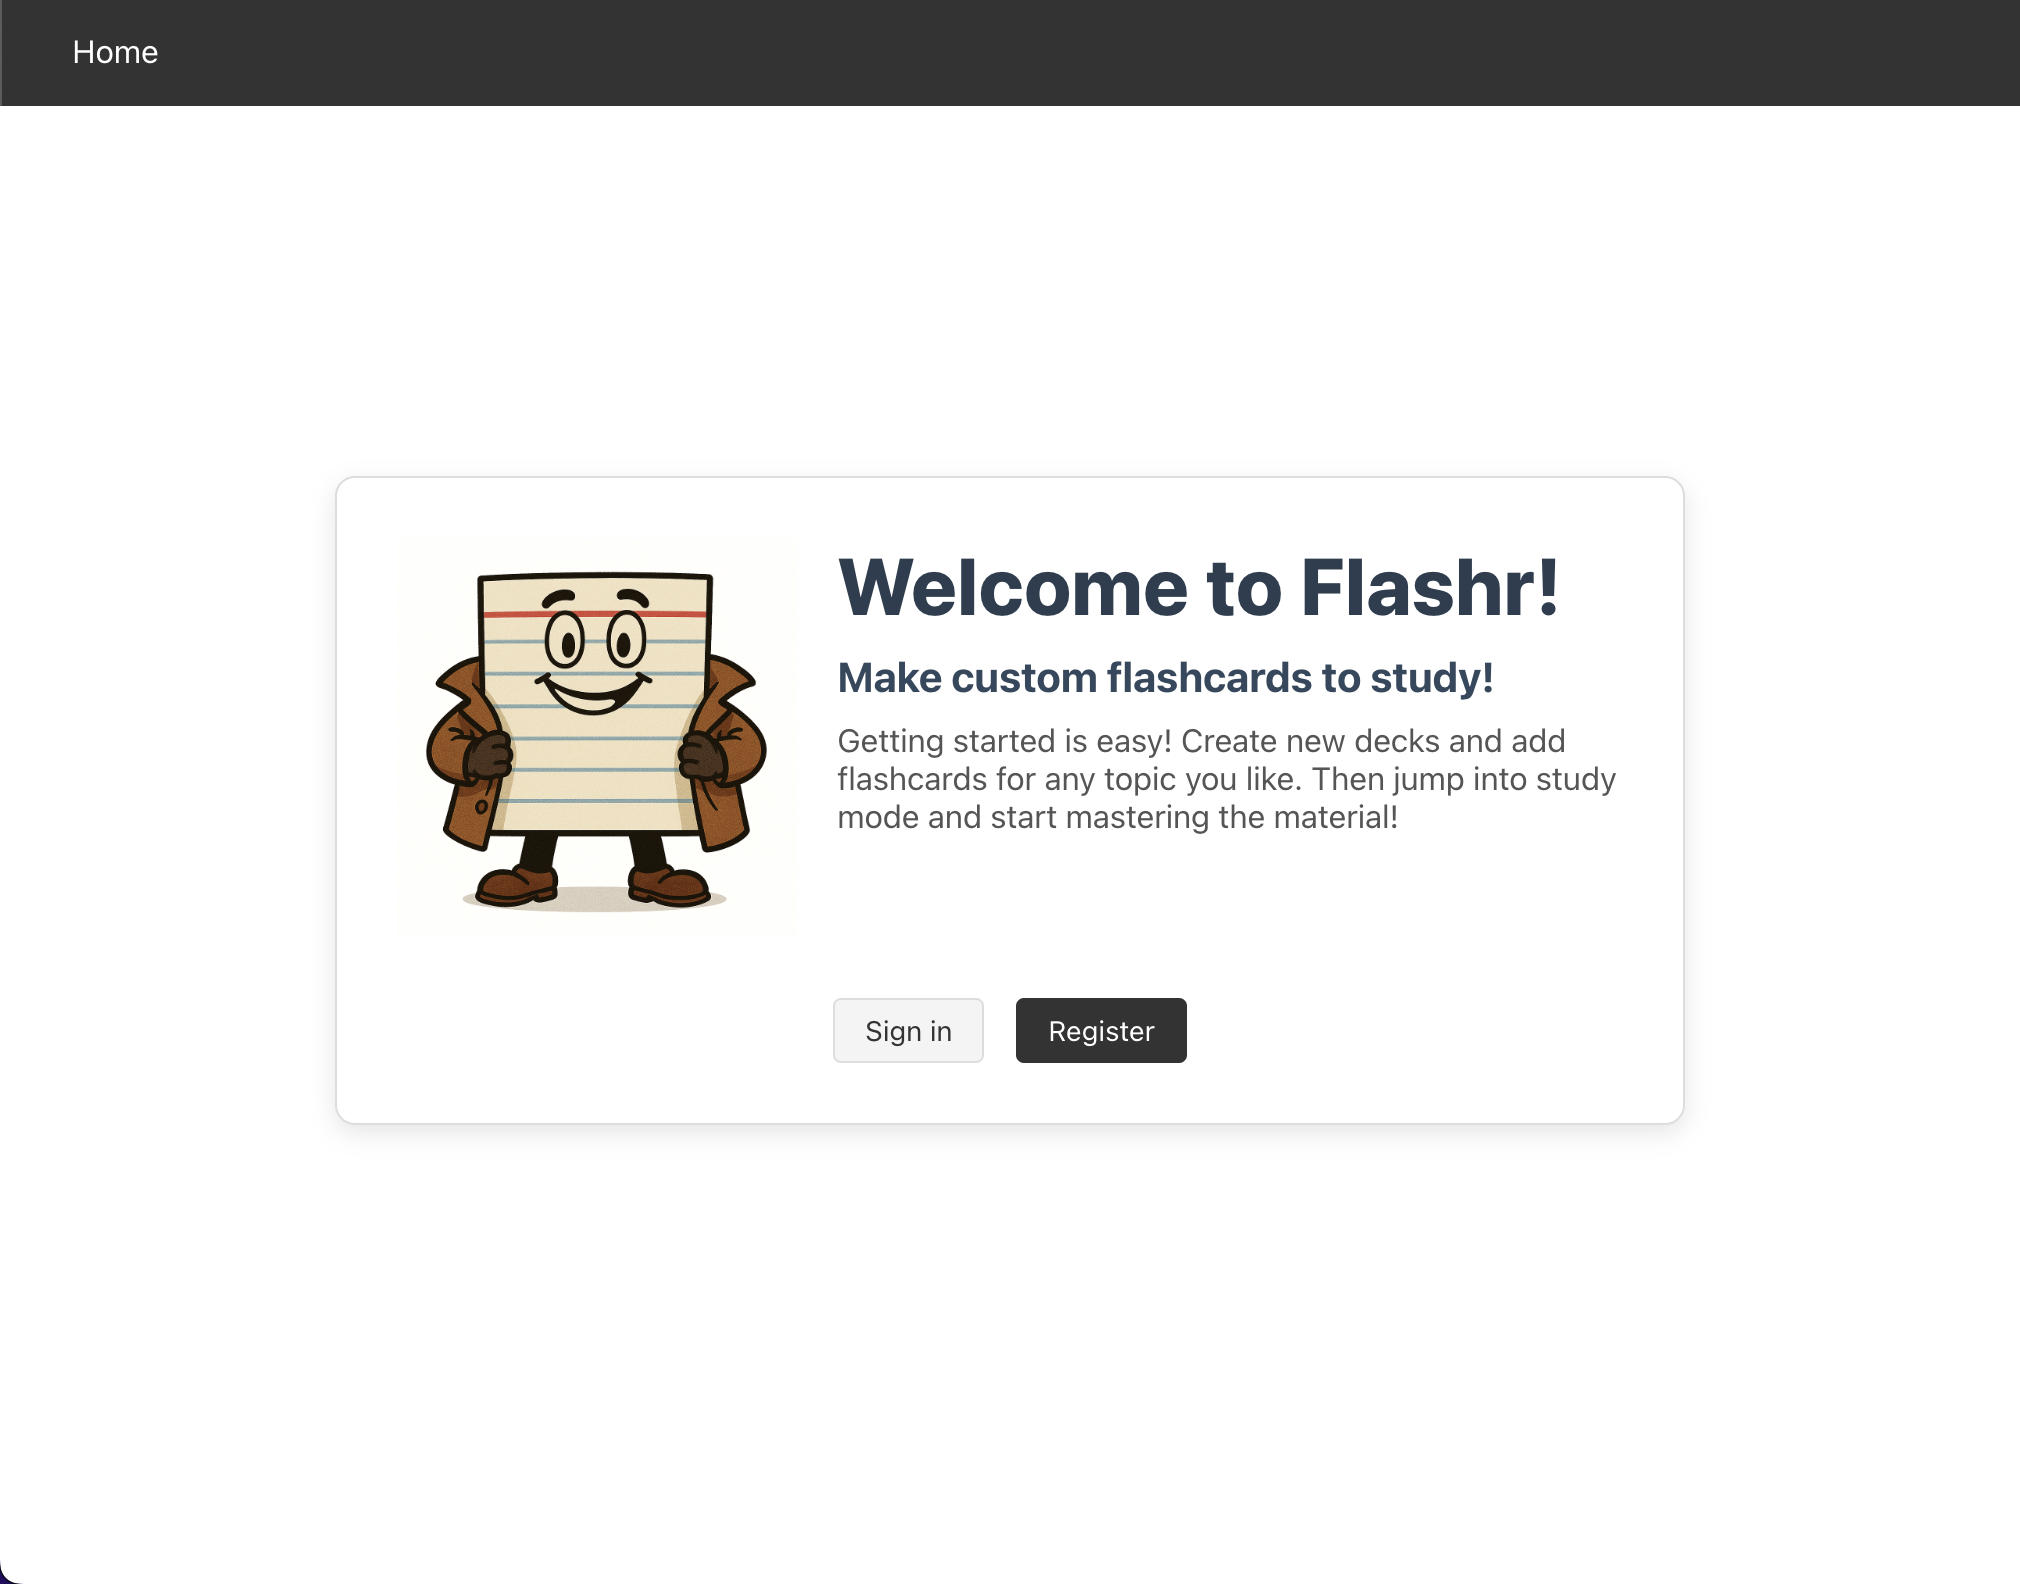 Home
Welcome to Flashr!
Make custom flashcards to study!
Getting started is easy! Create new decks and add
flashcards for any topic you like. Then jump into study
mode and start mastering the material!
Sign in
Register